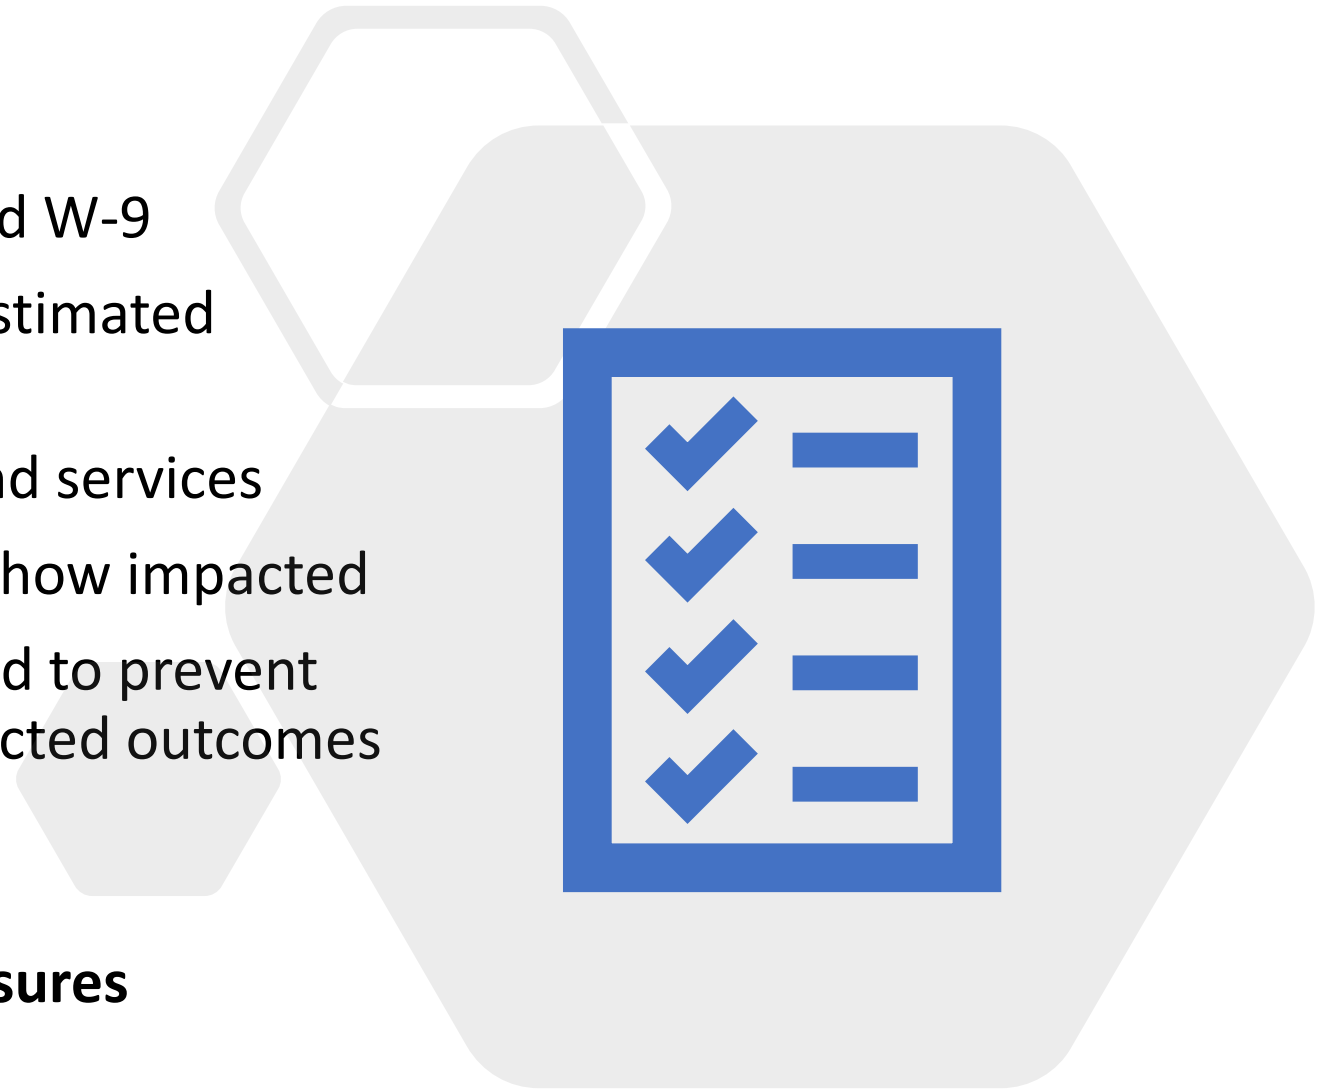 d W-9
stimated
nd services
how impacted
d to prevent
cted outcomes
sures